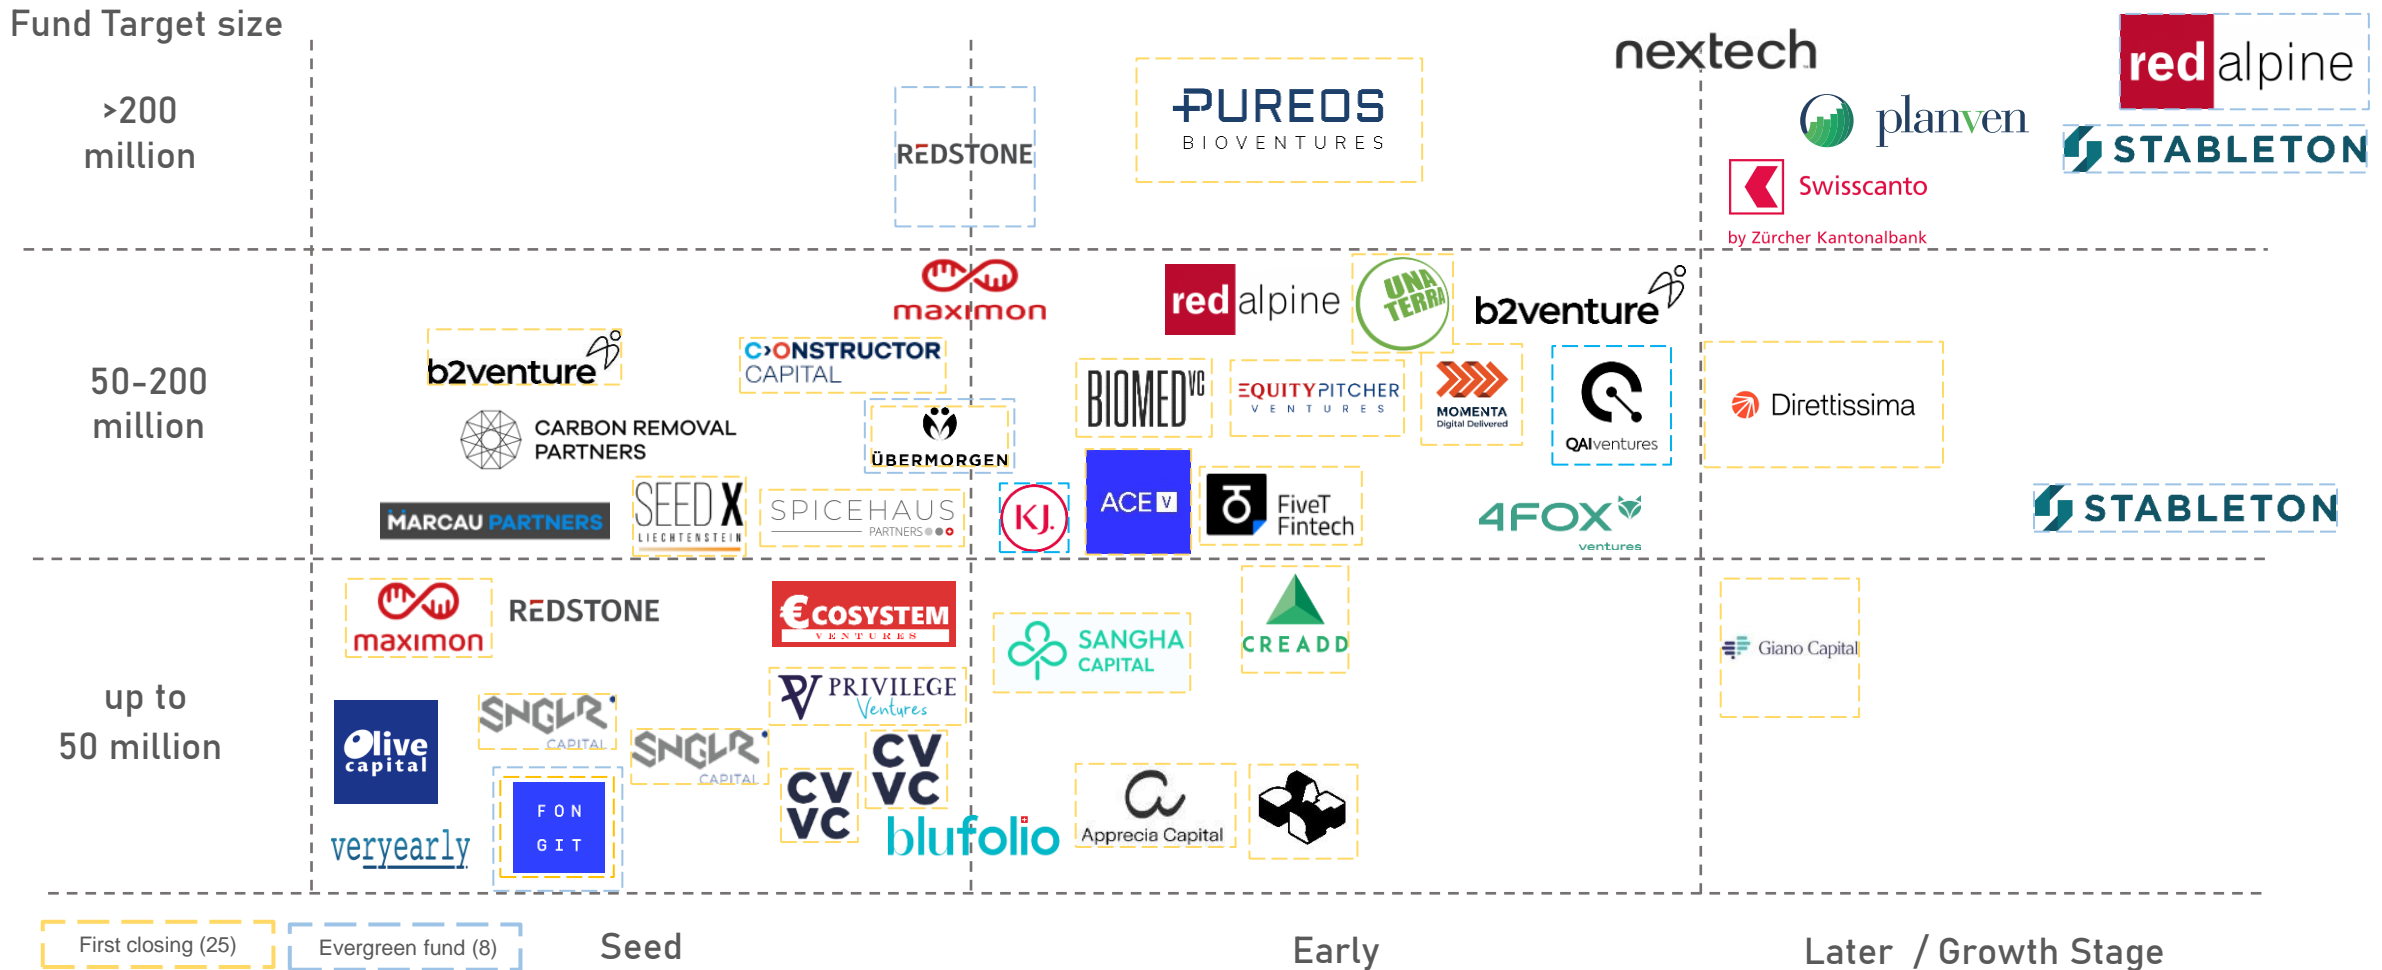 Fund Target size
>200
million
REDSTONE
PUREOS
BIOVENTURES
nextech
planven
red alpine
STABLETON
Swisscanto
by Zürcher Kantonalbank
50-200
million
maximon
b2venture
C›ONSTRUCTOR
CAPITAL
CARBON REMOVAL
PARTNERS
ÜBERMORGEN
MARCAU PARTNERS
SEED X
LIECHTENSTEIN
SPICEHAUS
PARTNERS
red alpine
UNA
TERRA
b2venture
BIOMED VC
EQUITYPITCHER
VENTURES
MOMENTA
Digital Delivered
QAIventures
KJ.
ACE V
FiveT
Fintech
4FOX
ventures
Direttissima
STABLETON
up to
50 million
maximon
REDSTONE
€COSYSTEM
VENTURES
PRIVILEGE
Ventures
Olive
capital
SNGLR
CAPITAL
SNGLR
CAPITAL
CV
VC
CV
VC
FON
GIT
veryearly
blufolio
SANGHA
CAPITAL
CREADD
Apprecia Capital
Giano Capital
First closing (25)
Evergreen fund (8)
Seed
Early
Later / Growth Stage